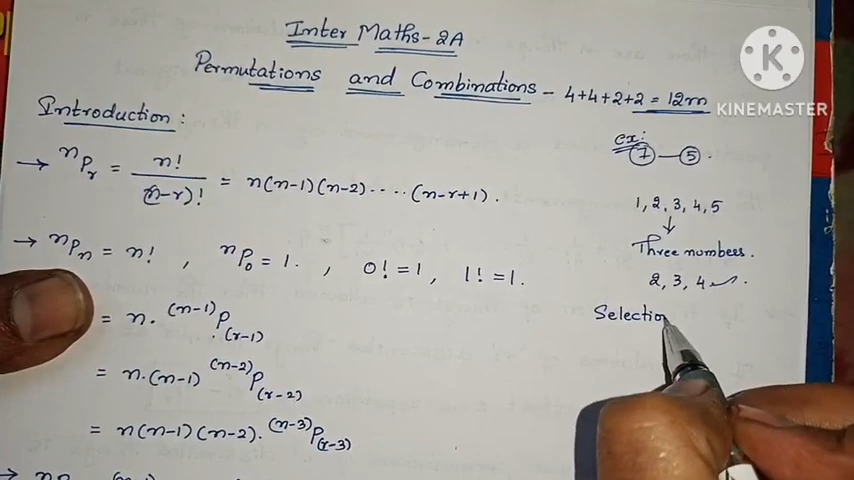 Inter Maths-2A
Permutations and Combinations - 4+4+2+2 = 12m
Introduction :
→ ⁿPᵣ = n! / (n-r)! = n(n-1)(n-2)....(n-r+1).
→ ⁿPₙ = n! , ⁿP₀ = 1. , 0! = 1, 1! = 1.
= n. ⁽ⁿ⁻¹⁾P₍ᵣ₋₁₎
= n.(n-1) ⁽ⁿ⁻²⁾P₍ᵣ₋₂₎
= n(n-1)(n-2). ⁽ⁿ⁻³⁾P₍ᵣ₋₃₎
ex:
7 — 5.
1, 2, 3, 4, 5
↓
Three numbers.
2, 3, 4 ✓.
Selection
KINEMASTER